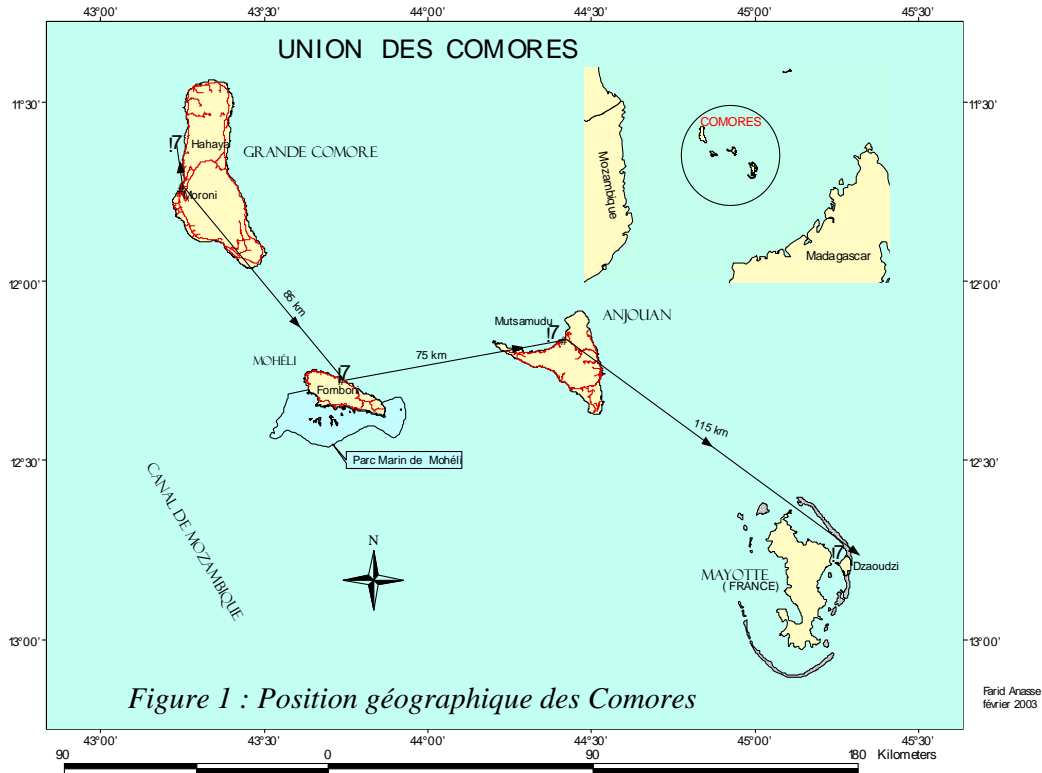 43°00' 43°30' 44°00' 44°30' 45°00' 45°30'
UNION DES COMORES
11°30' 11°30'
COMORES
!7
Hahaya
GRANDE COMORE
Mozambique
Moroni
Madagascar
12°00' 12°00'
85 km
ANJOUAN
Mutsamudu
!7
75 km
MOHÉLI
!7
Fomboni
115 km
12°30' 12°30'
Parc Marin de Mohéli
CANAL DE MOZAMBIQUE
N
!7
Dzaoudzi
MAYOTTE
( FRANCE)
13°00' 13°00'
Figure 1 : Position géographique des Comores
Farid Anasse
février 2003
43°00' 43°30' 44°00' 44°30' 45°00' 45°30'
90 0 90 180 Kilometers